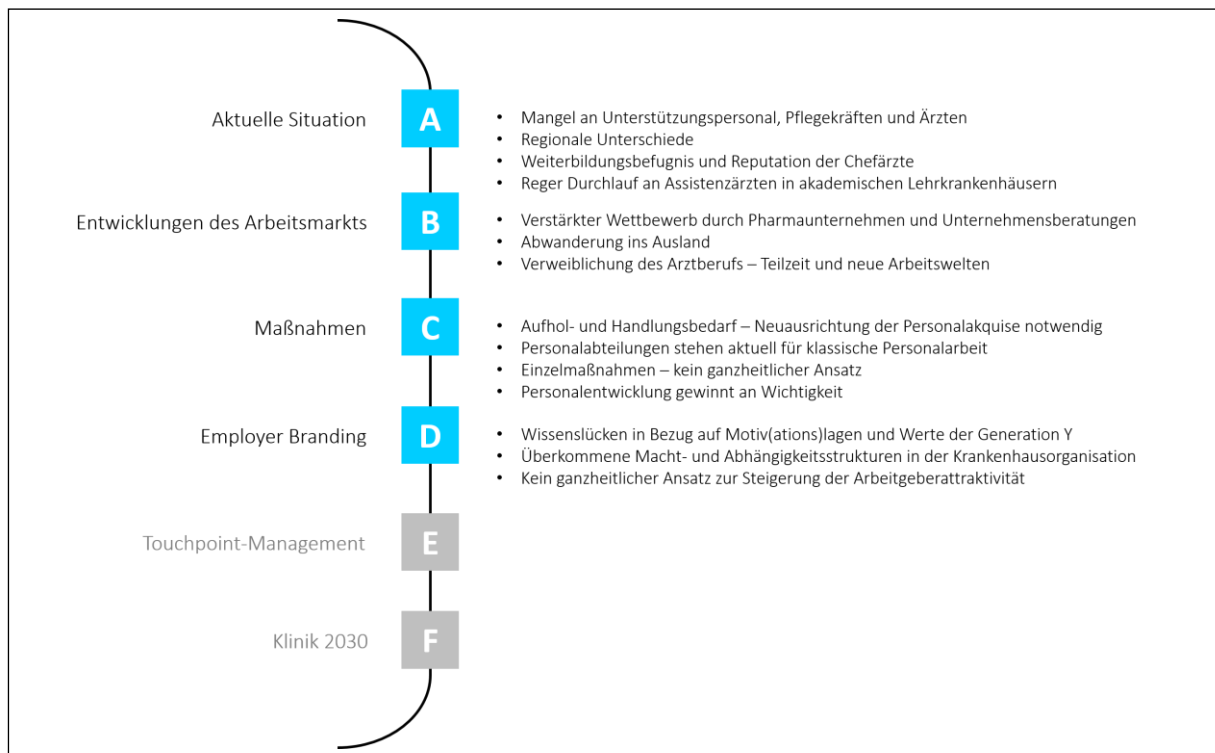 Aktuelle Situation
A
• Mangel an Unterstützungspersonal, Pflegekräften und Ärzten
• Regionale Unterschiede
• Weiterbildungsbefugnis und Reputation der Chefärzte
• Reger Durchlauf an Assistenzärzten in akademischen Lehrkrankenhäusern
Entwicklungen des Arbeitsmarkts
B
• Verstärkter Wettbewerb durch Pharmaunternehmen und Unternehmensberatungen
• Abwanderung ins Ausland
• Verweiblichung des Arztberufs – Teilzeit und neue Arbeitswelten
Maßnahmen
C
• Aufhol- und Handlungsbedarf – Neuausrichtung der Personalakquise notwendig
• Personalabteilungen stehen aktuell für klassische Personalarbeit
• Einzelmaßnahmen – kein ganzheitlicher Ansatz
• Personalentwicklung gewinnt an Wichtigkeit
Employer Branding
D
• Wissenslücken in Bezug auf Motiv(ations)lagen und Werte der Generation Y
• Überkommene Macht- und Abhängigkeitsstrukturen in der Krankenhausorganisation
• Kein ganzheitlicher Ansatz zur Steigerung der Arbeitgeberattraktivität
Touchpoint-Management
E
Klinik 2030
F